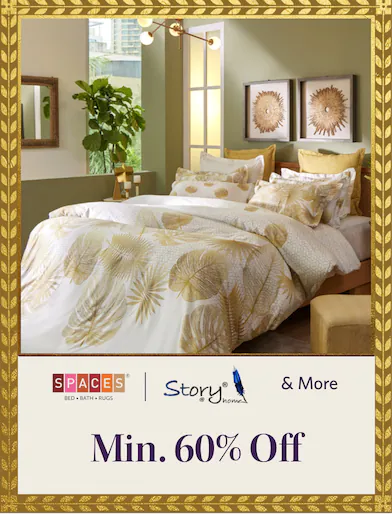 SPACES®
BED • BATH • RUGS
Story®
@
home
& More
Min. 60% Off